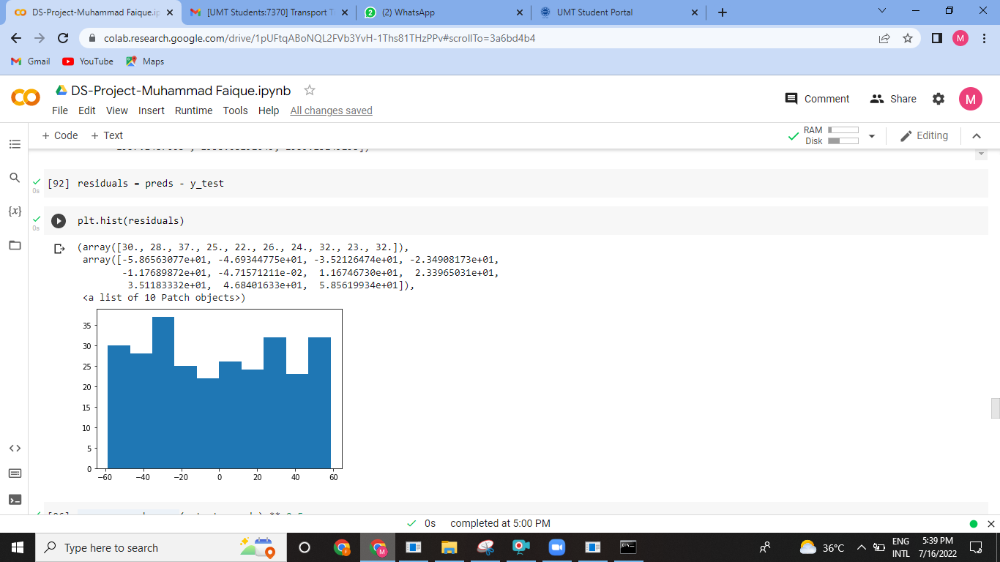 DS-Project-Muhammad Faique.ip
[UMT Students:7370] Transport T
(2) WhatsApp
UMT Student Portal
colab.research.google.com/drive/1pUFtqABoNQL2FVb3YvH-1Ths81THzPPv#scrollTo=3a6bd4b4
M
Gmail
YouTube
Maps
DS-Project-Muhammad Faique.ipynb
Comment
Share
M
File Edit View Insert Runtime Tools Help All changes saved
+ Code + Text
RAM
Disk
Editing
[92] residuals = preds - y_test
0s
plt.hist(residuals)
0s
{x}
(array([30., 28., 37., 25., 22., 26., 24., 32., 23., 32.]),
array([-5.86563077e+01, -4.69344775e+01, -3.52126474e+01, -2.34908173e+01,
-1.17689872e+01, -4.71571211e-02, 1.16746730e+01, 2.33965031e+01,
3.51183332e+01, 4.68401633e+01, 5.85619934e+01]),
<a list of 10 Patch objects>)
35
30
25
20
15
10
5
0
−60 −40 −20 0 20 40 60
0s completed at 5:00 PM
Type here to search
F
M
36°C
ENG
INTL
5:39 PM
7/16/2022